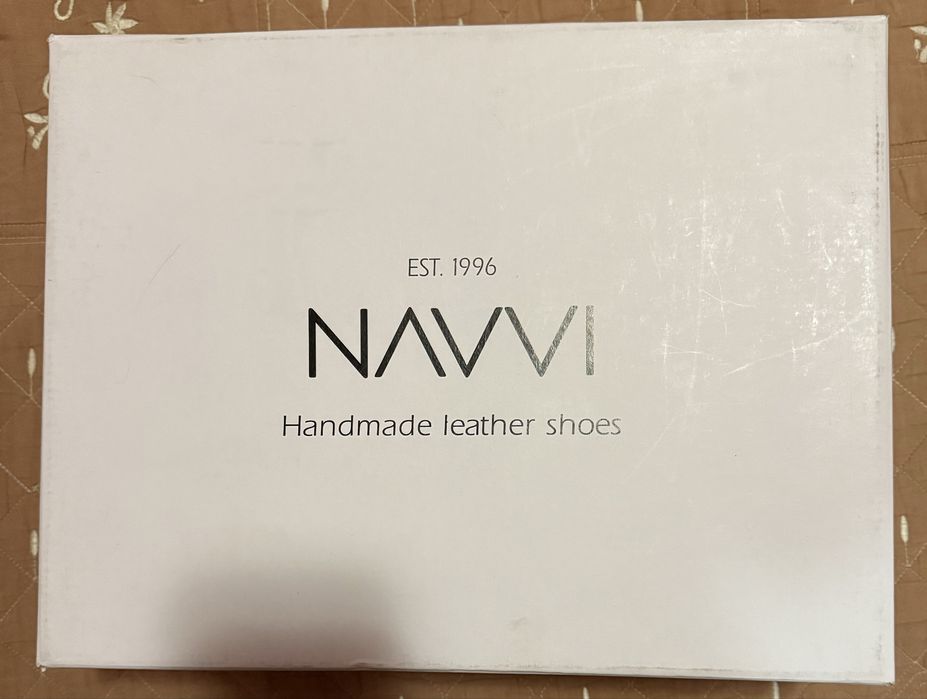 EST. 1996
NAVVI
Handmade leather shoes